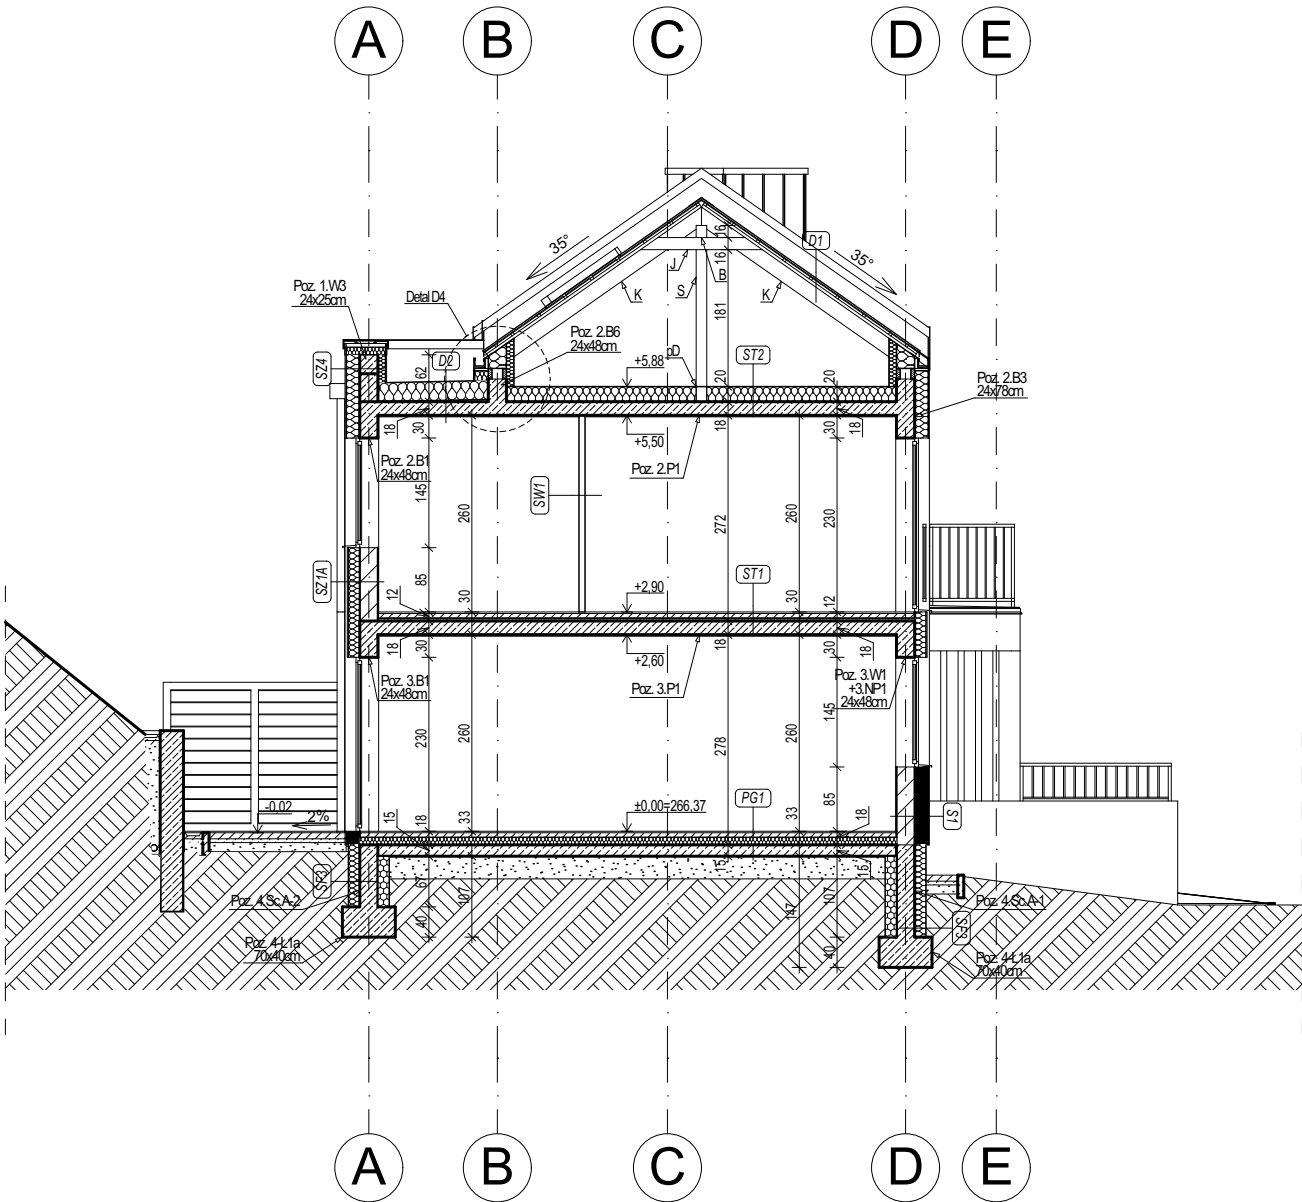 A B C D E
35°
35°
16
D1
16
J
B
Poz. 1.W3
24x25cm
Detal D4
K
S
K
181
Poz. 2.B6
24x48cm
pD
ST2
SZ4
62
D2
+5,88
20
20
Poz. 2.B3
24x78cm
18
30
18
30
18
+5,50
Poz. 2.B1
24x48cm
Poz. 2.P1
145
SW1
260
272
260
230
SZ1A
85
12
30
+2,90
ST1
30
12
18
30
18
30
18
+2,60
Poz. 3.B1
24x48cm
Poz. 3.P1
Poz. 3.W1
+3.NP1
24x48cm
145
230
260
278
260
-0,02
2%
15
18
33
±0,00=266,37
PG1
33
85
18
S1
SF3
67
107
15
147
107
15
Poz. 4.Sc.A-2
Poz. 4.Sc.A-1
40
SF3
Poz. 4-Ł1a
70x40cm
40
Poz. 4-Ł1a
70x40cm
A B C D E